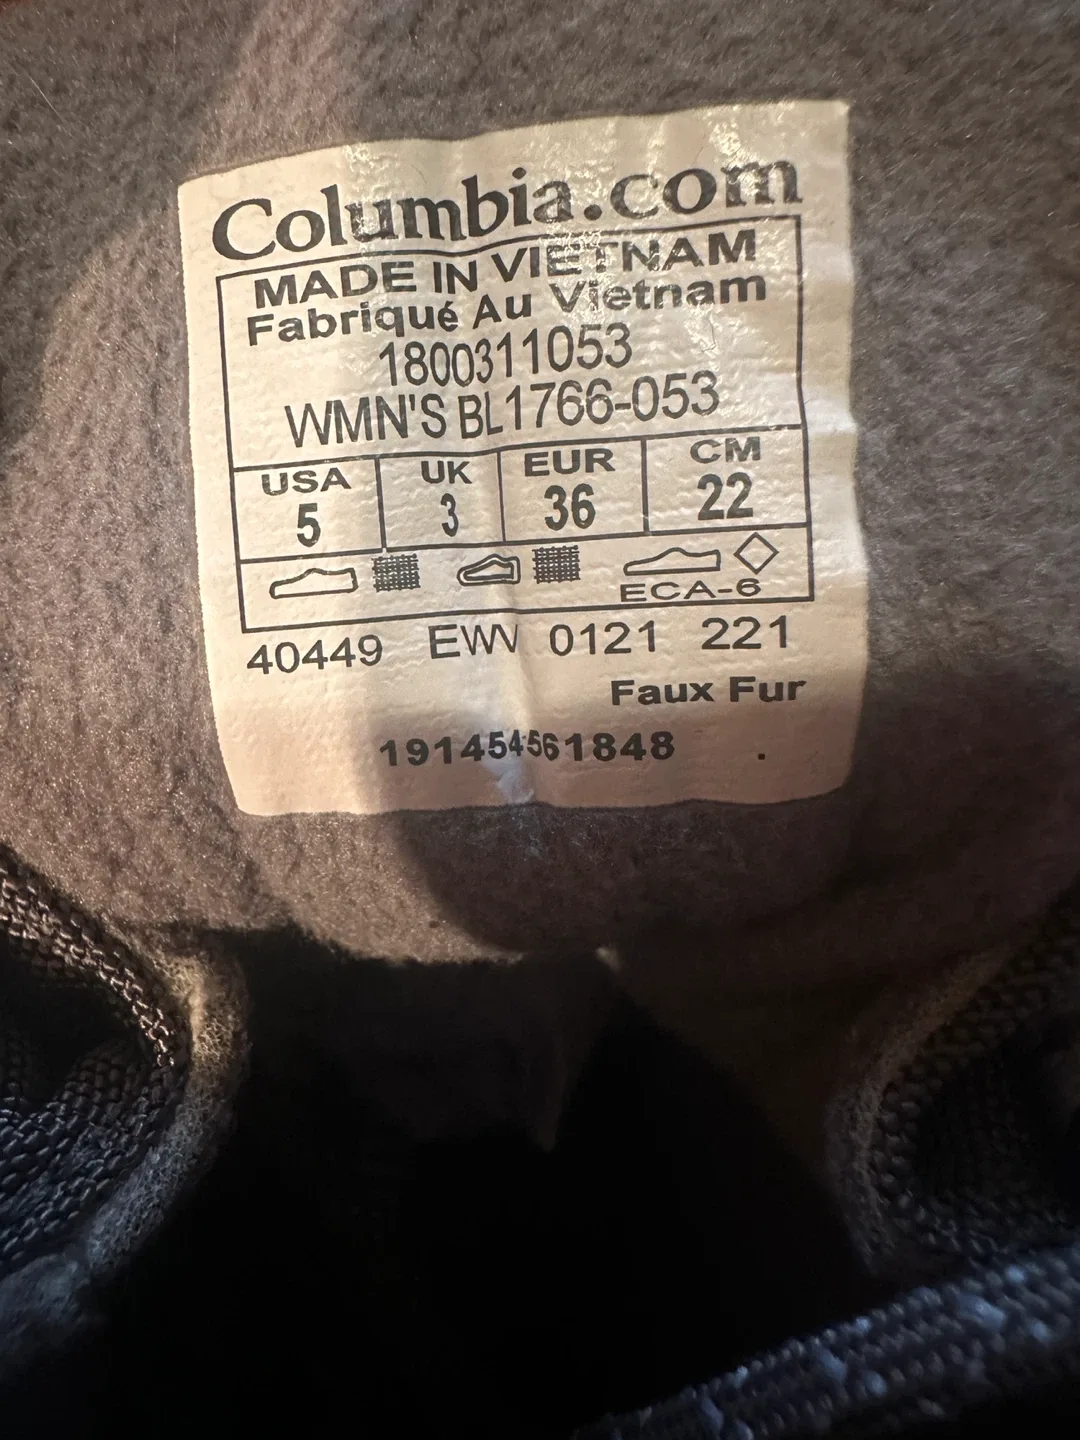 Columbia.com
MADE IN VIETNAM
Fabriqué Au Vietnam
1800311053
WMN'S BL1766-053
USA UK EUR CM
5 3 36 22
ECA-6
40449 EWV 0121 221
Faux Fur
191454561848 .